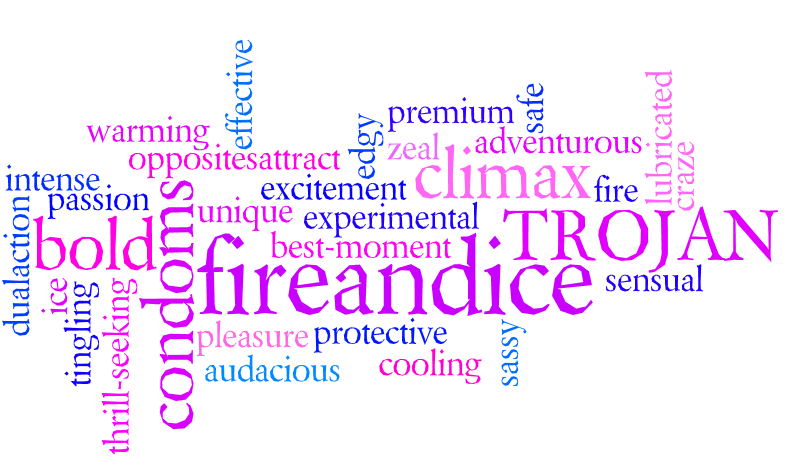 effective
safe
lubricated
premium
warming
edgy
zeal
adventurous
oppositesattract
craze
intense
passion
excitement
climax
fire
unique
experimental
TROJAN
dualaction
bold
condoms
best-moment
fireandice
sensual
ice
tingling
thrill-seeking
pleasure
protective
sassy
audacious
cooling